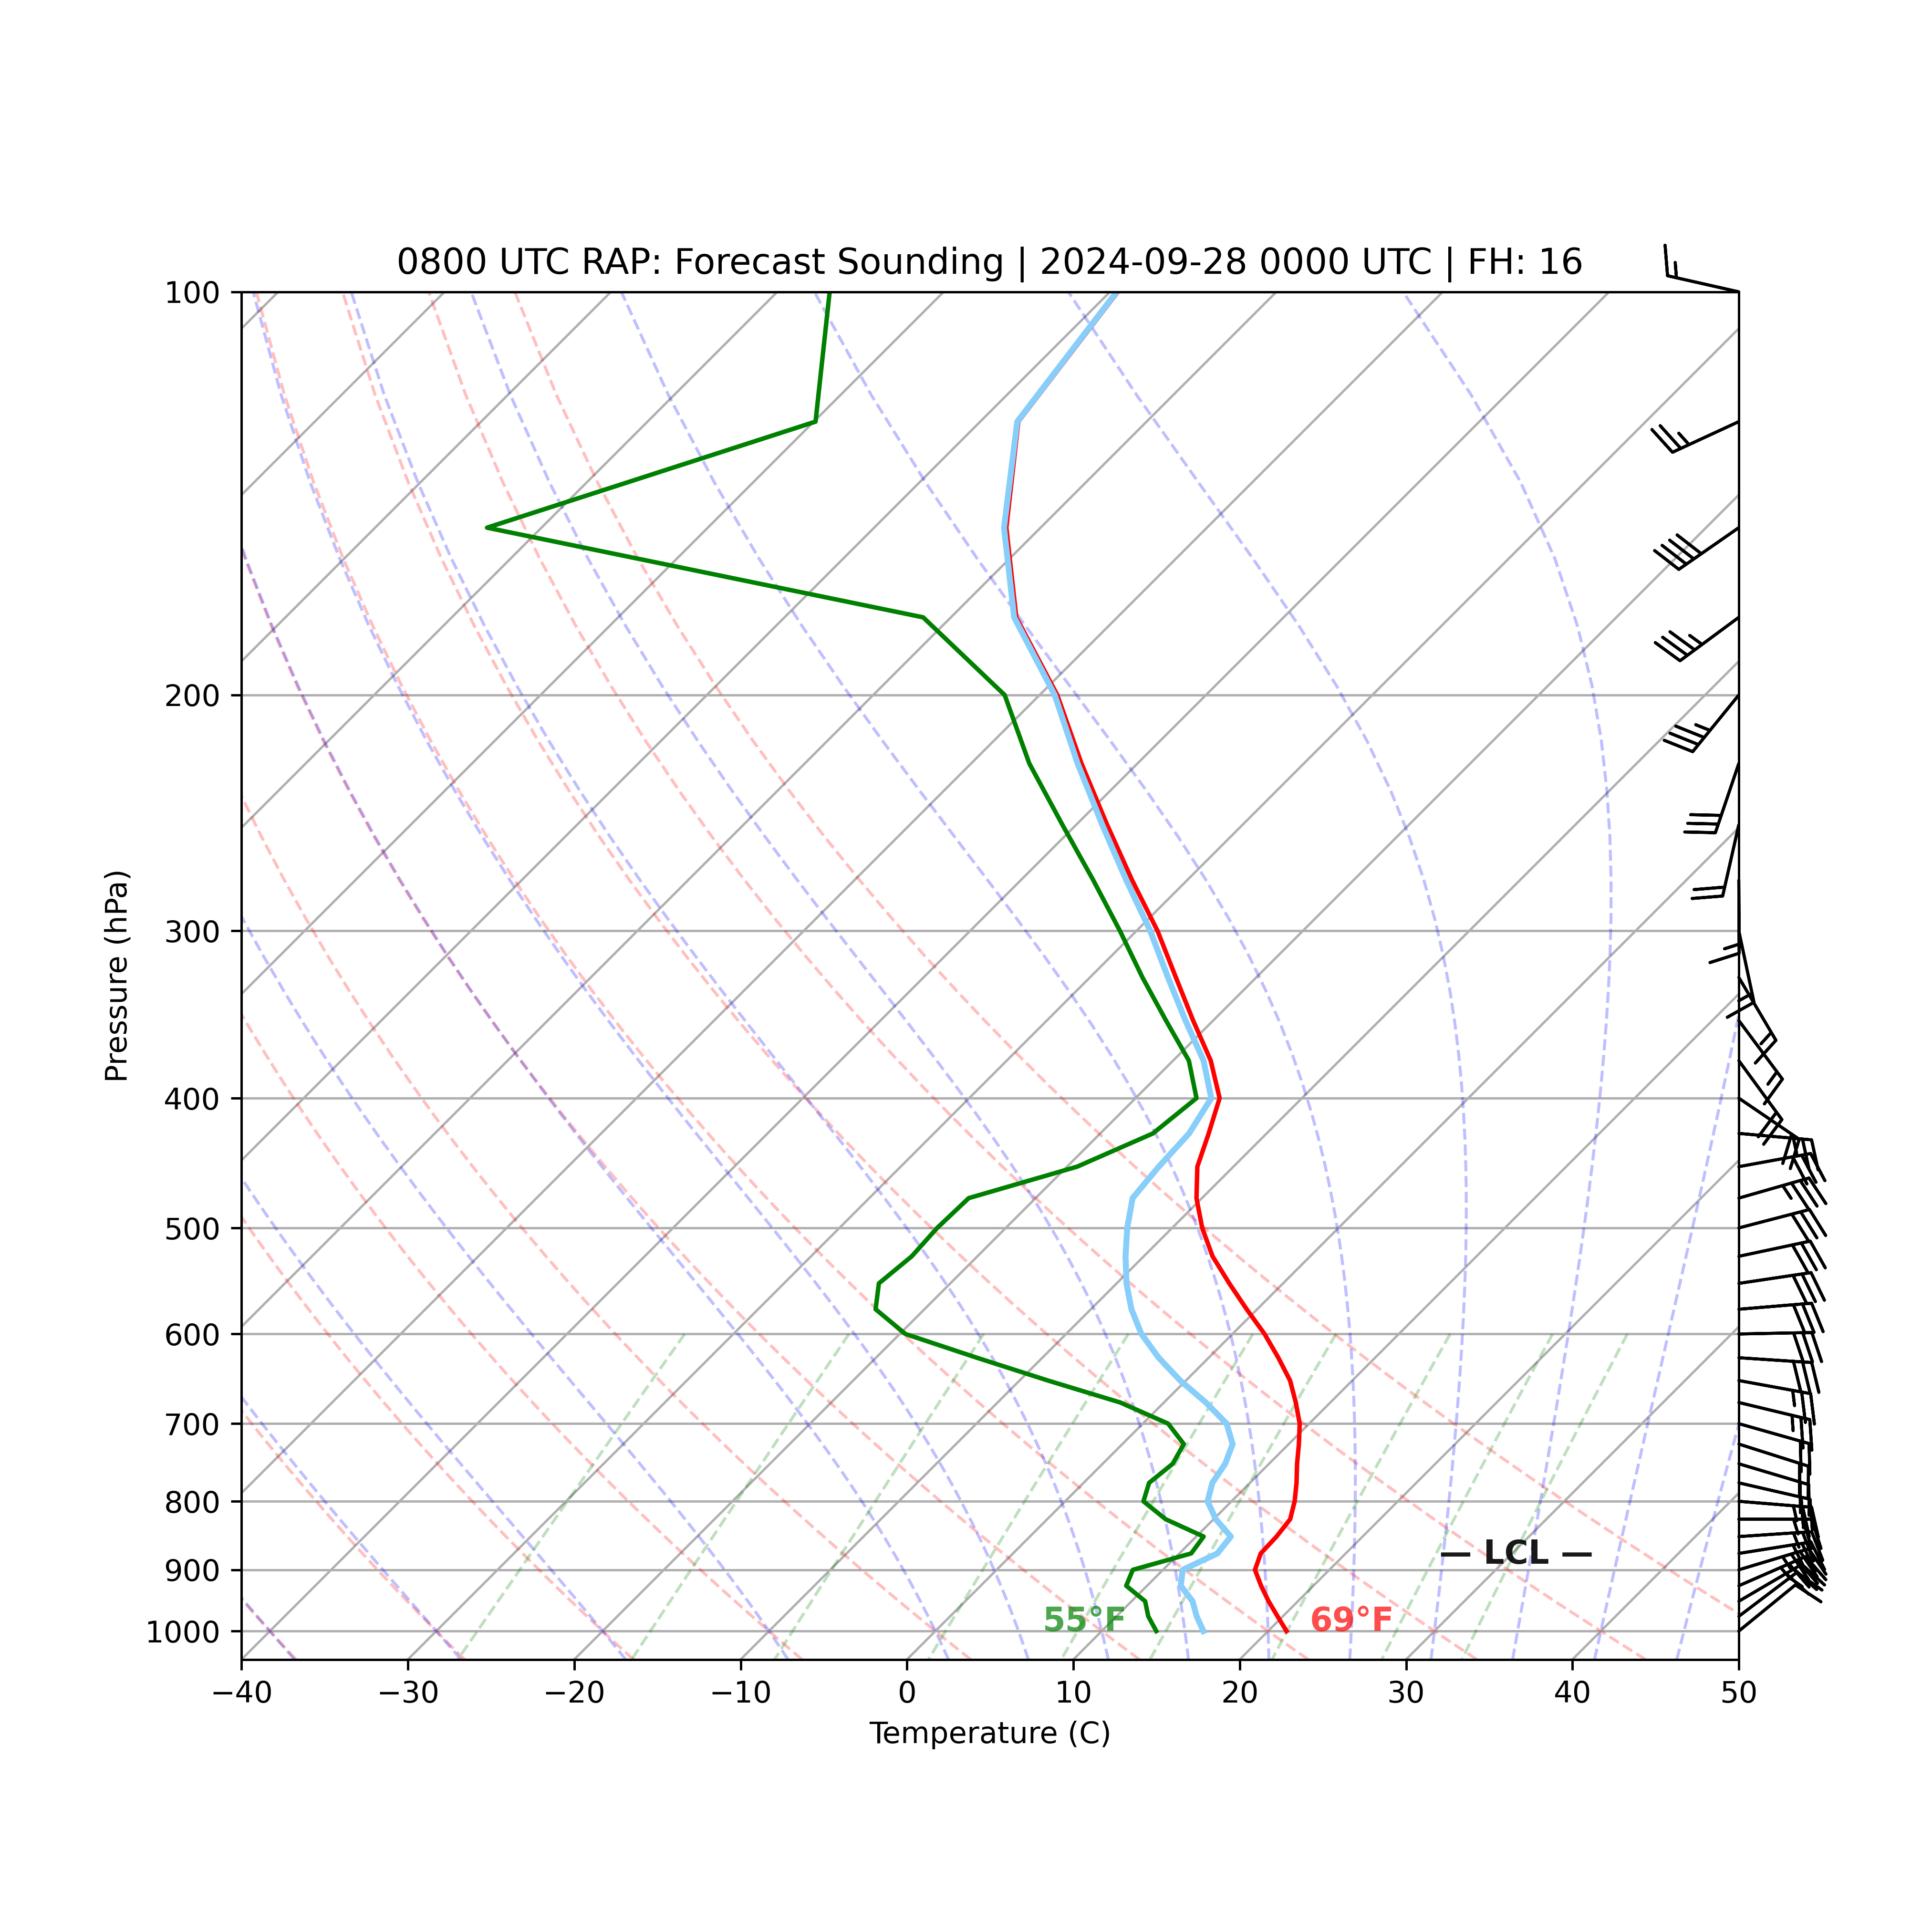 0800 UTC RAP: Forecast Sounding | 2024-09-28 0000 UTC | FH: 16
100
200
300
400
500
600
700
800
900
1000
Pressure (hPa)
— LCL —
55°F
69°F
−40 −30 −20 −10 0 10 20 30 40 50
Temperature (C)